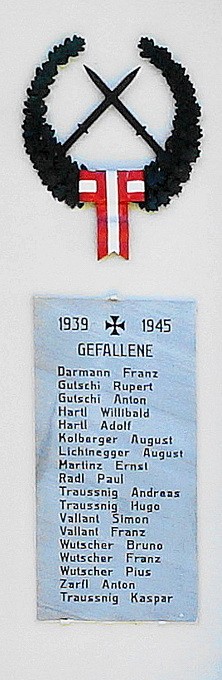 1939 1945
GEFALLENE
Darmann Franz
Gutschi Rupert
Gutschi Anton
Hartl Willibald
Hartl Adolf
Kolberger August
Lichinegger August
Martinz Ernst
Radl Paul
Traussnig Andreas
Traussnig Hugo
Vallant Simon
Vallant Franz
Wutscher Bruno
Wutscher Franz
Wutscher Pius
Zarfl Anton
Traussnig Kaspar